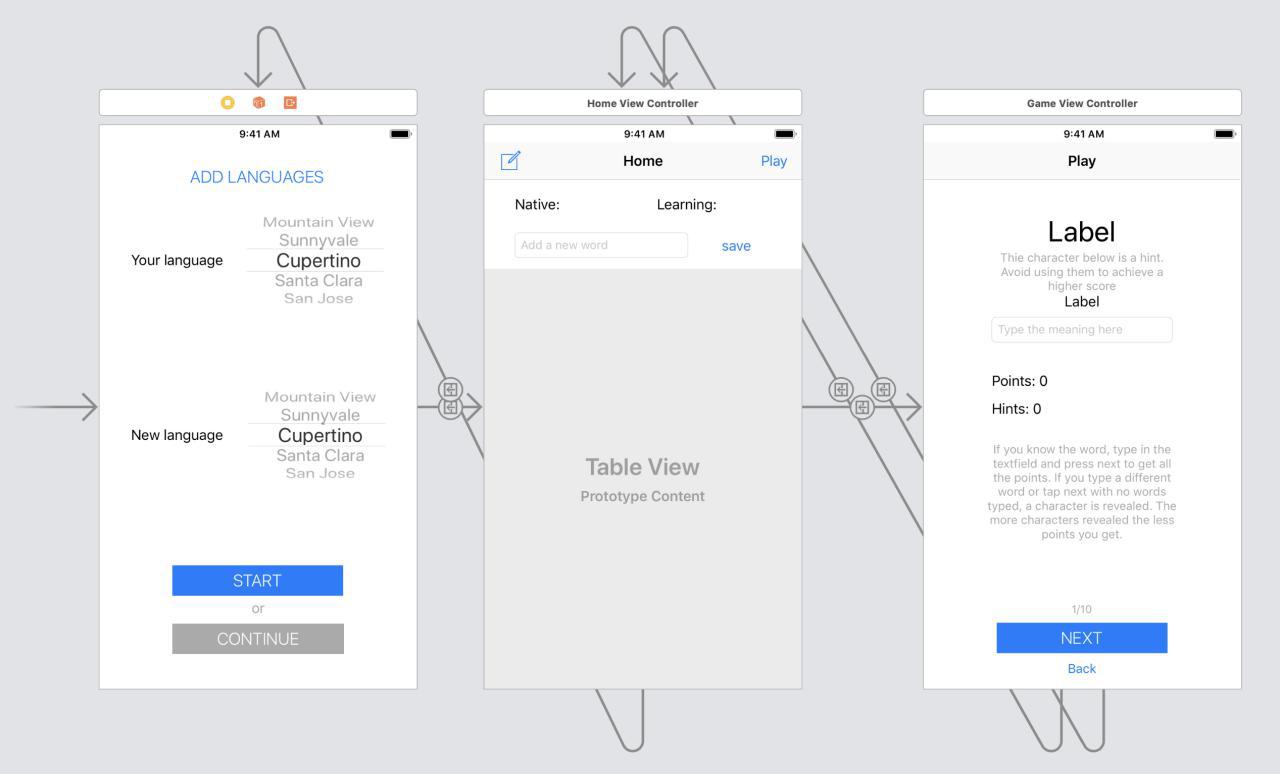 Home View Controller
Game View Controller
9:41 AM
ADD LANGUAGES
Your language
Mountain View
Sunnyvale
Cupertino
Santa Clara
San Jose
New language
Mountain View
Sunnyvale
Cupertino
Santa Clara
San Jose
START
or
CONTINUE
9:41 AM
Home
Play
Native:
Learning:
Add a new word
save
Table View
Prototype Content
9:41 AM
Play
Label
Thie character below is a hint.
Avoid using them to achieve a
higher score
Label
Type the meaning here
Points: 0
Hints: 0
If you know the word, type in the
textfield and press next to get all
the points. If you type a different
word or tap next with no words
typed, a character is revealed. The
more characters revealed the less
points you get.
1/10
NEXT
Back